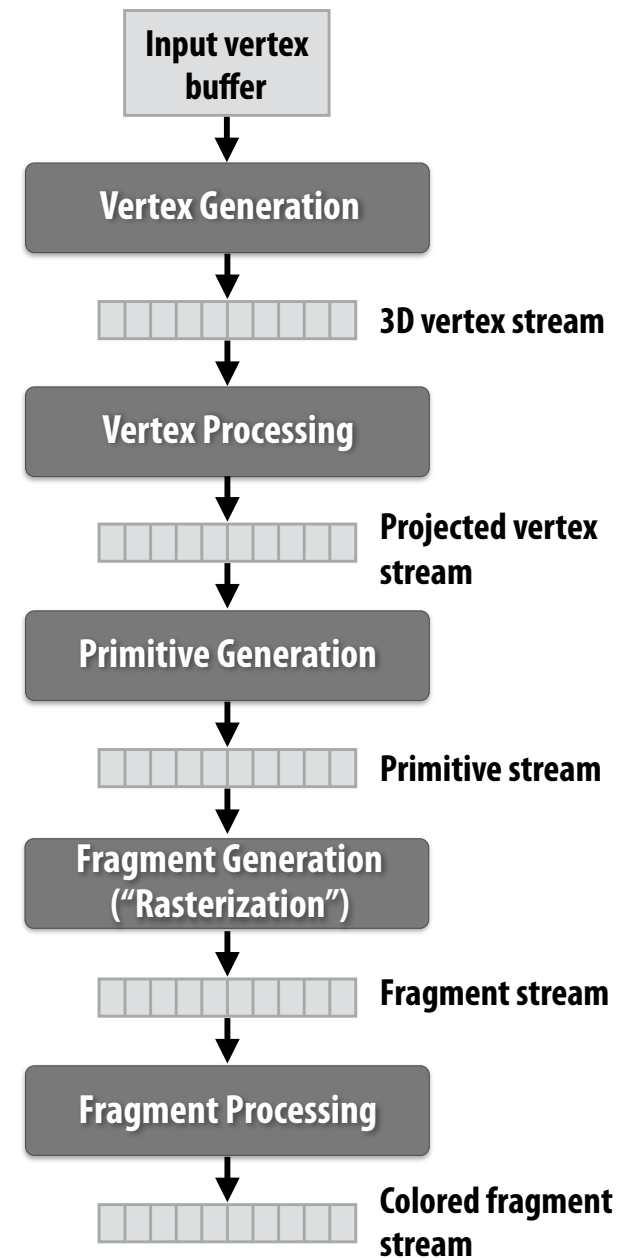 Input vertex
buffer
Vertex Generation
3D vertex stream
Vertex Processing
Projected vertex
stream
Primitive Generation
Primitive stream
Fragment Generation
(“Rasterization”)
Fragment stream
Fragment Processing
Colored fragment
stream